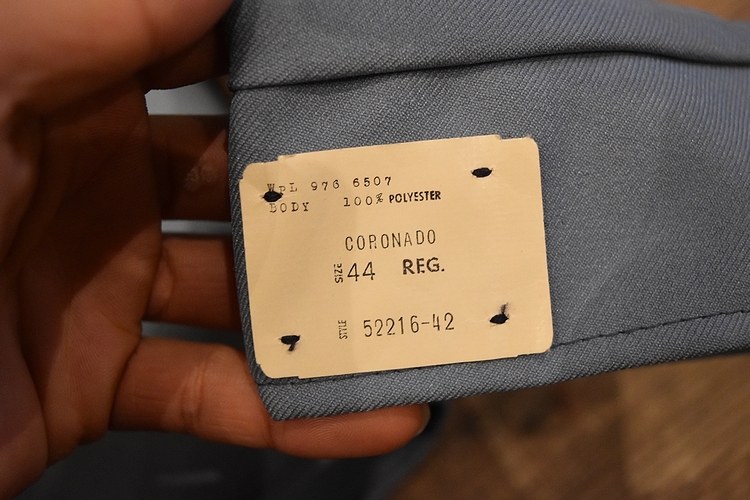 WPL 976 6507
BODY 100% POLYESTER
CORONADO
SIZE 44 REG.
STYLE 52216-42